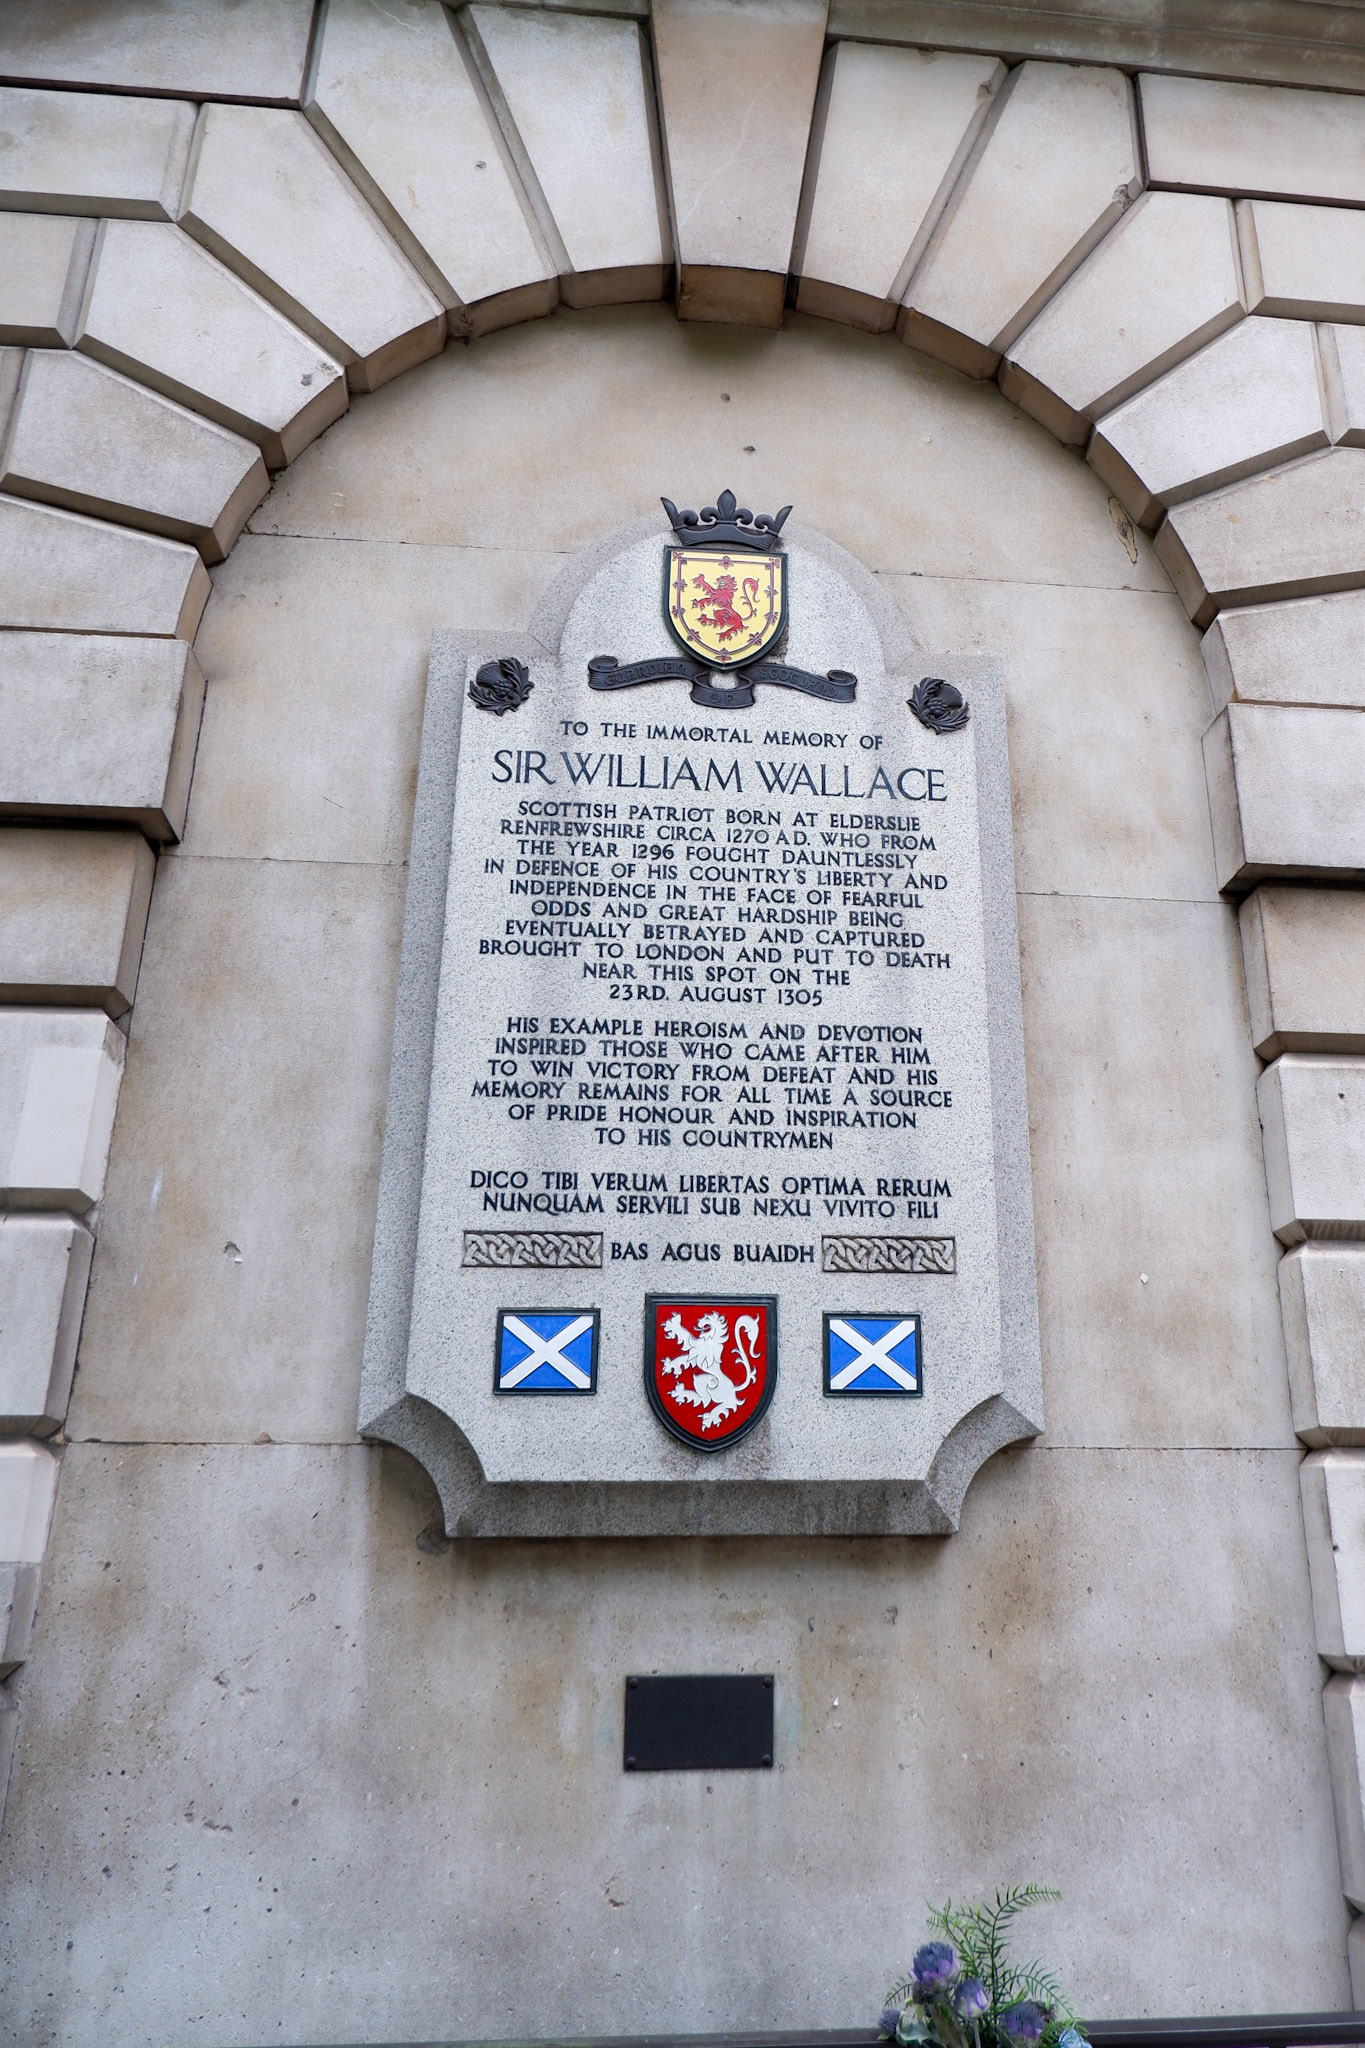 GUARDIAN OF SCOTLAND
TO THE IMMORTAL MEMORY OF
SIR WILLIAM WALLACE
SCOTTISH PATRIOT BORN AT ELDERSLIE
RENFREWSHIRE CIRCA 1270 A.D. WHO FROM
THE YEAR 1296 FOUGHT DAUNTLESSLY
IN DEFENCE OF HIS COUNTRY'S LIBERTY AND
INDEPENDENCE IN THE FACE OF FEARFUL
ODDS AND GREAT HARDSHIP BEING
EVENTUALLY BETRAYED AND CAPTURED
BROUGHT TO LONDON AND PUT TO DEATH
NEAR THIS SPOT ON THE
23RD. AUGUST 1305
HIS EXAMPLE HEROISM AND DEVOTION
INSPIRED THOSE WHO CAME AFTER HIM
TO WIN VICTORY FROM DEFEAT AND HIS
MEMORY REMAINS FOR ALL TIME A SOURCE
OF PRIDE HONOUR AND INSPIRATION
TO HIS COUNTRYMEN
DICO TIBI VERUM LIBERTAS OPTIMA RERUM
NUNQUAM SERVILI SUB NEXU VIVITO FILI
BAS AGUS BUAIDH